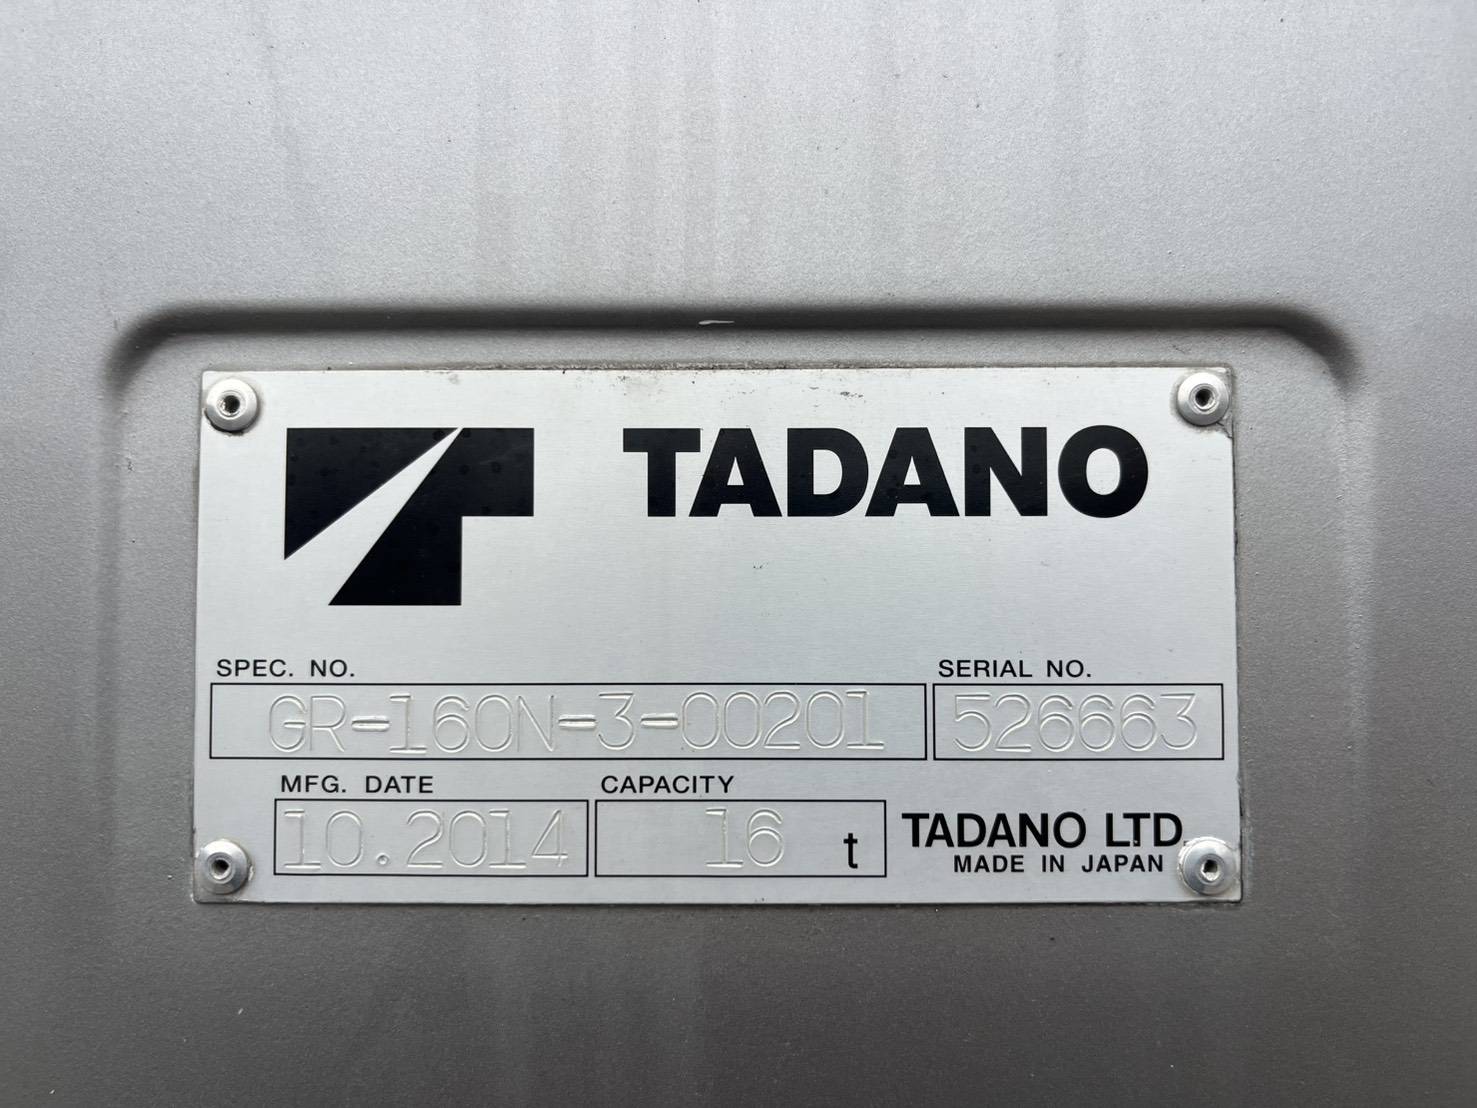 TADANO
SPEC. NO. SERIAL NO.
GR-160N-3-00201 526663
MFG. DATE CAPACITY
10.2014 16 t
TADANO LTD.
MADE IN JAPAN